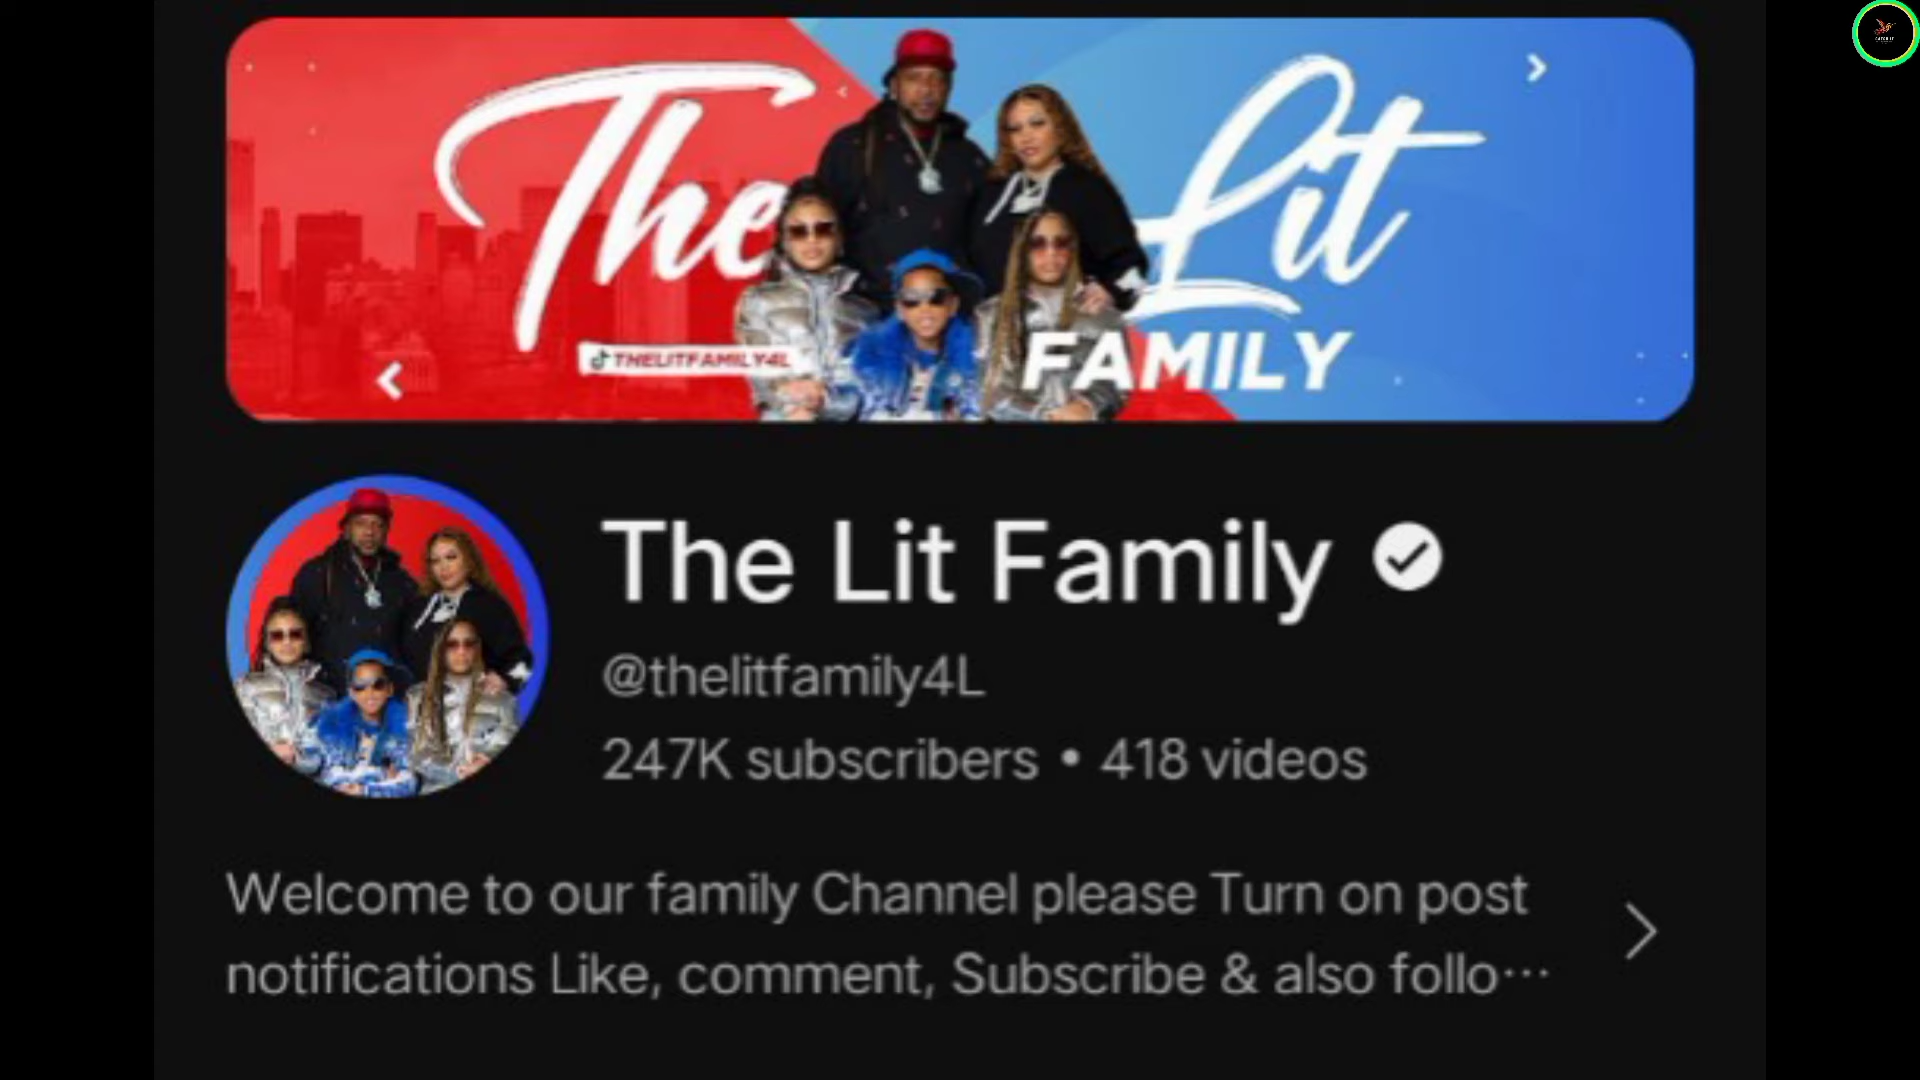 The Lit
THELITFAMILY4L
FAMILY
The Lit Family
@thelitfamily4L
247K subscribers • 418 videos
Welcome to our family Channel please Turn on post
notifications Like, comment, Subscribe & also follo...